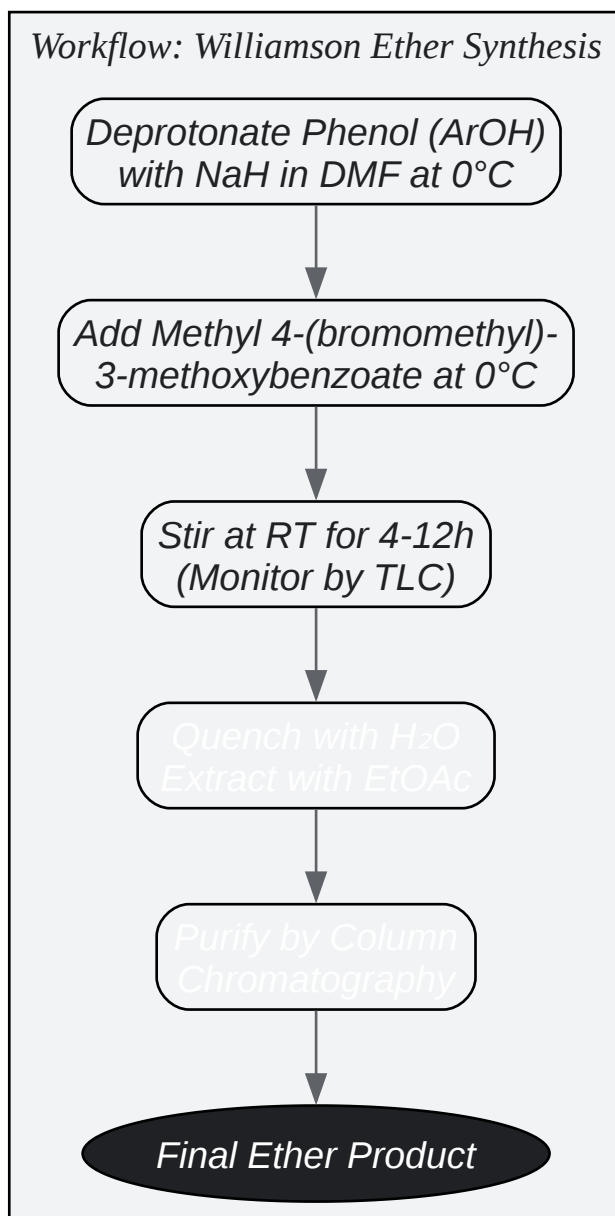 Workflow: Williamson Ether Synthesis
Deprotonate Phenol (ArOH)
with NaH in DMF at 0°C
Add Methyl 4-(bromomethyl)-
3-methoxybenzoate at 0°C
Stir at RT for 4-12h
(Monitor by TLC)
Quench with H₂O
Extract with EtOAc
Purify by Column
Chromatography
Final Ether Product